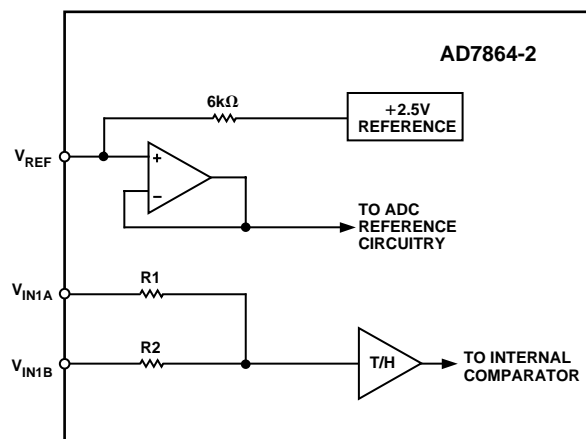 AD7864-2
6kΩ
+2.5V
REFERENCE
VREF
+
−
TO ADC
REFERENCE
CIRCUITRY
VIN1A
R1
VIN1B
R2
T/H
TO INTERNAL
COMPARATOR